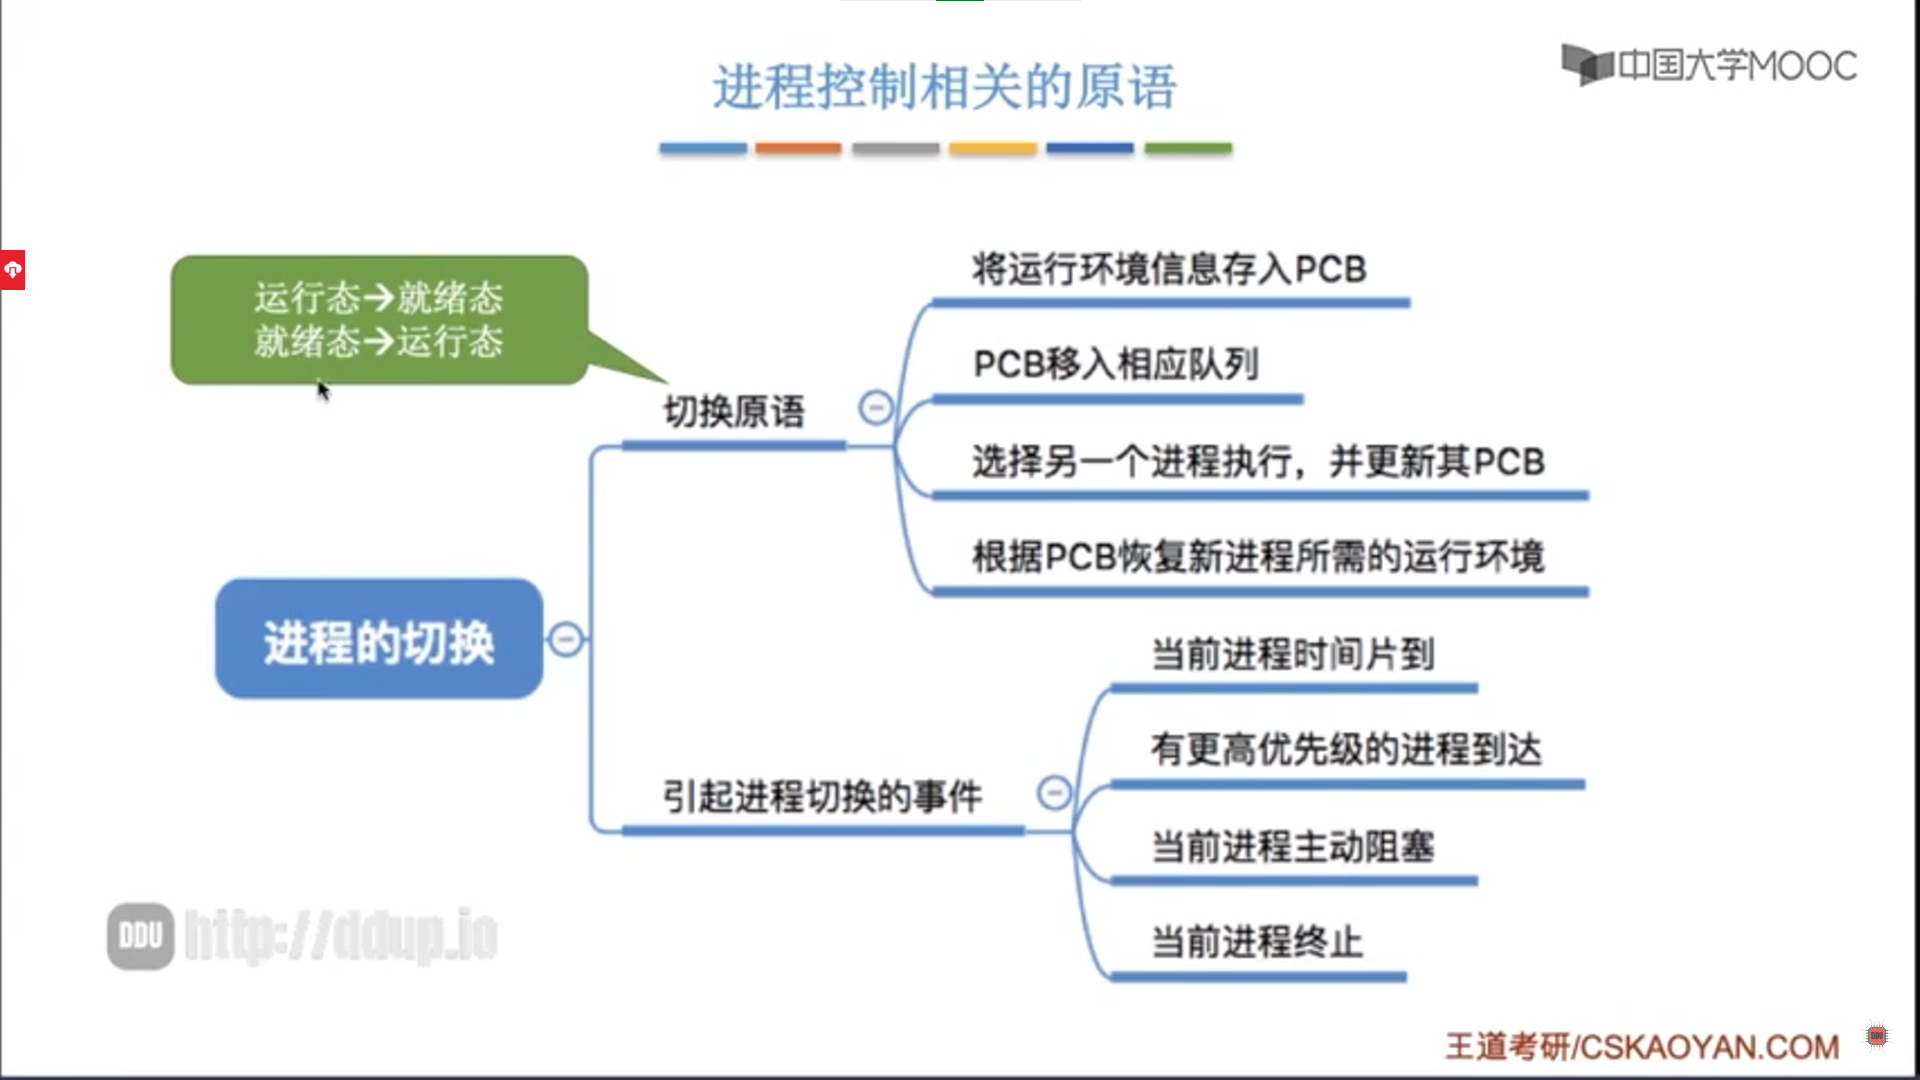 中国大学MOOC
进程控制相关的原语
运行态→就绪态
就绪态→运行态
切换原语
将运行环境信息存入PCB
PCB移入相应队列
选择另一个进程执行，并更新其PCB
根据PCB恢复新进程所需的运行环境
进程的切换
引起进程切换的事件
当前进程时间片到
有更高优先级的进程到达
当前进程主动阻塞
当前进程终止
DDU http://ddup.io
王道考研/CSKAOYAN.COM